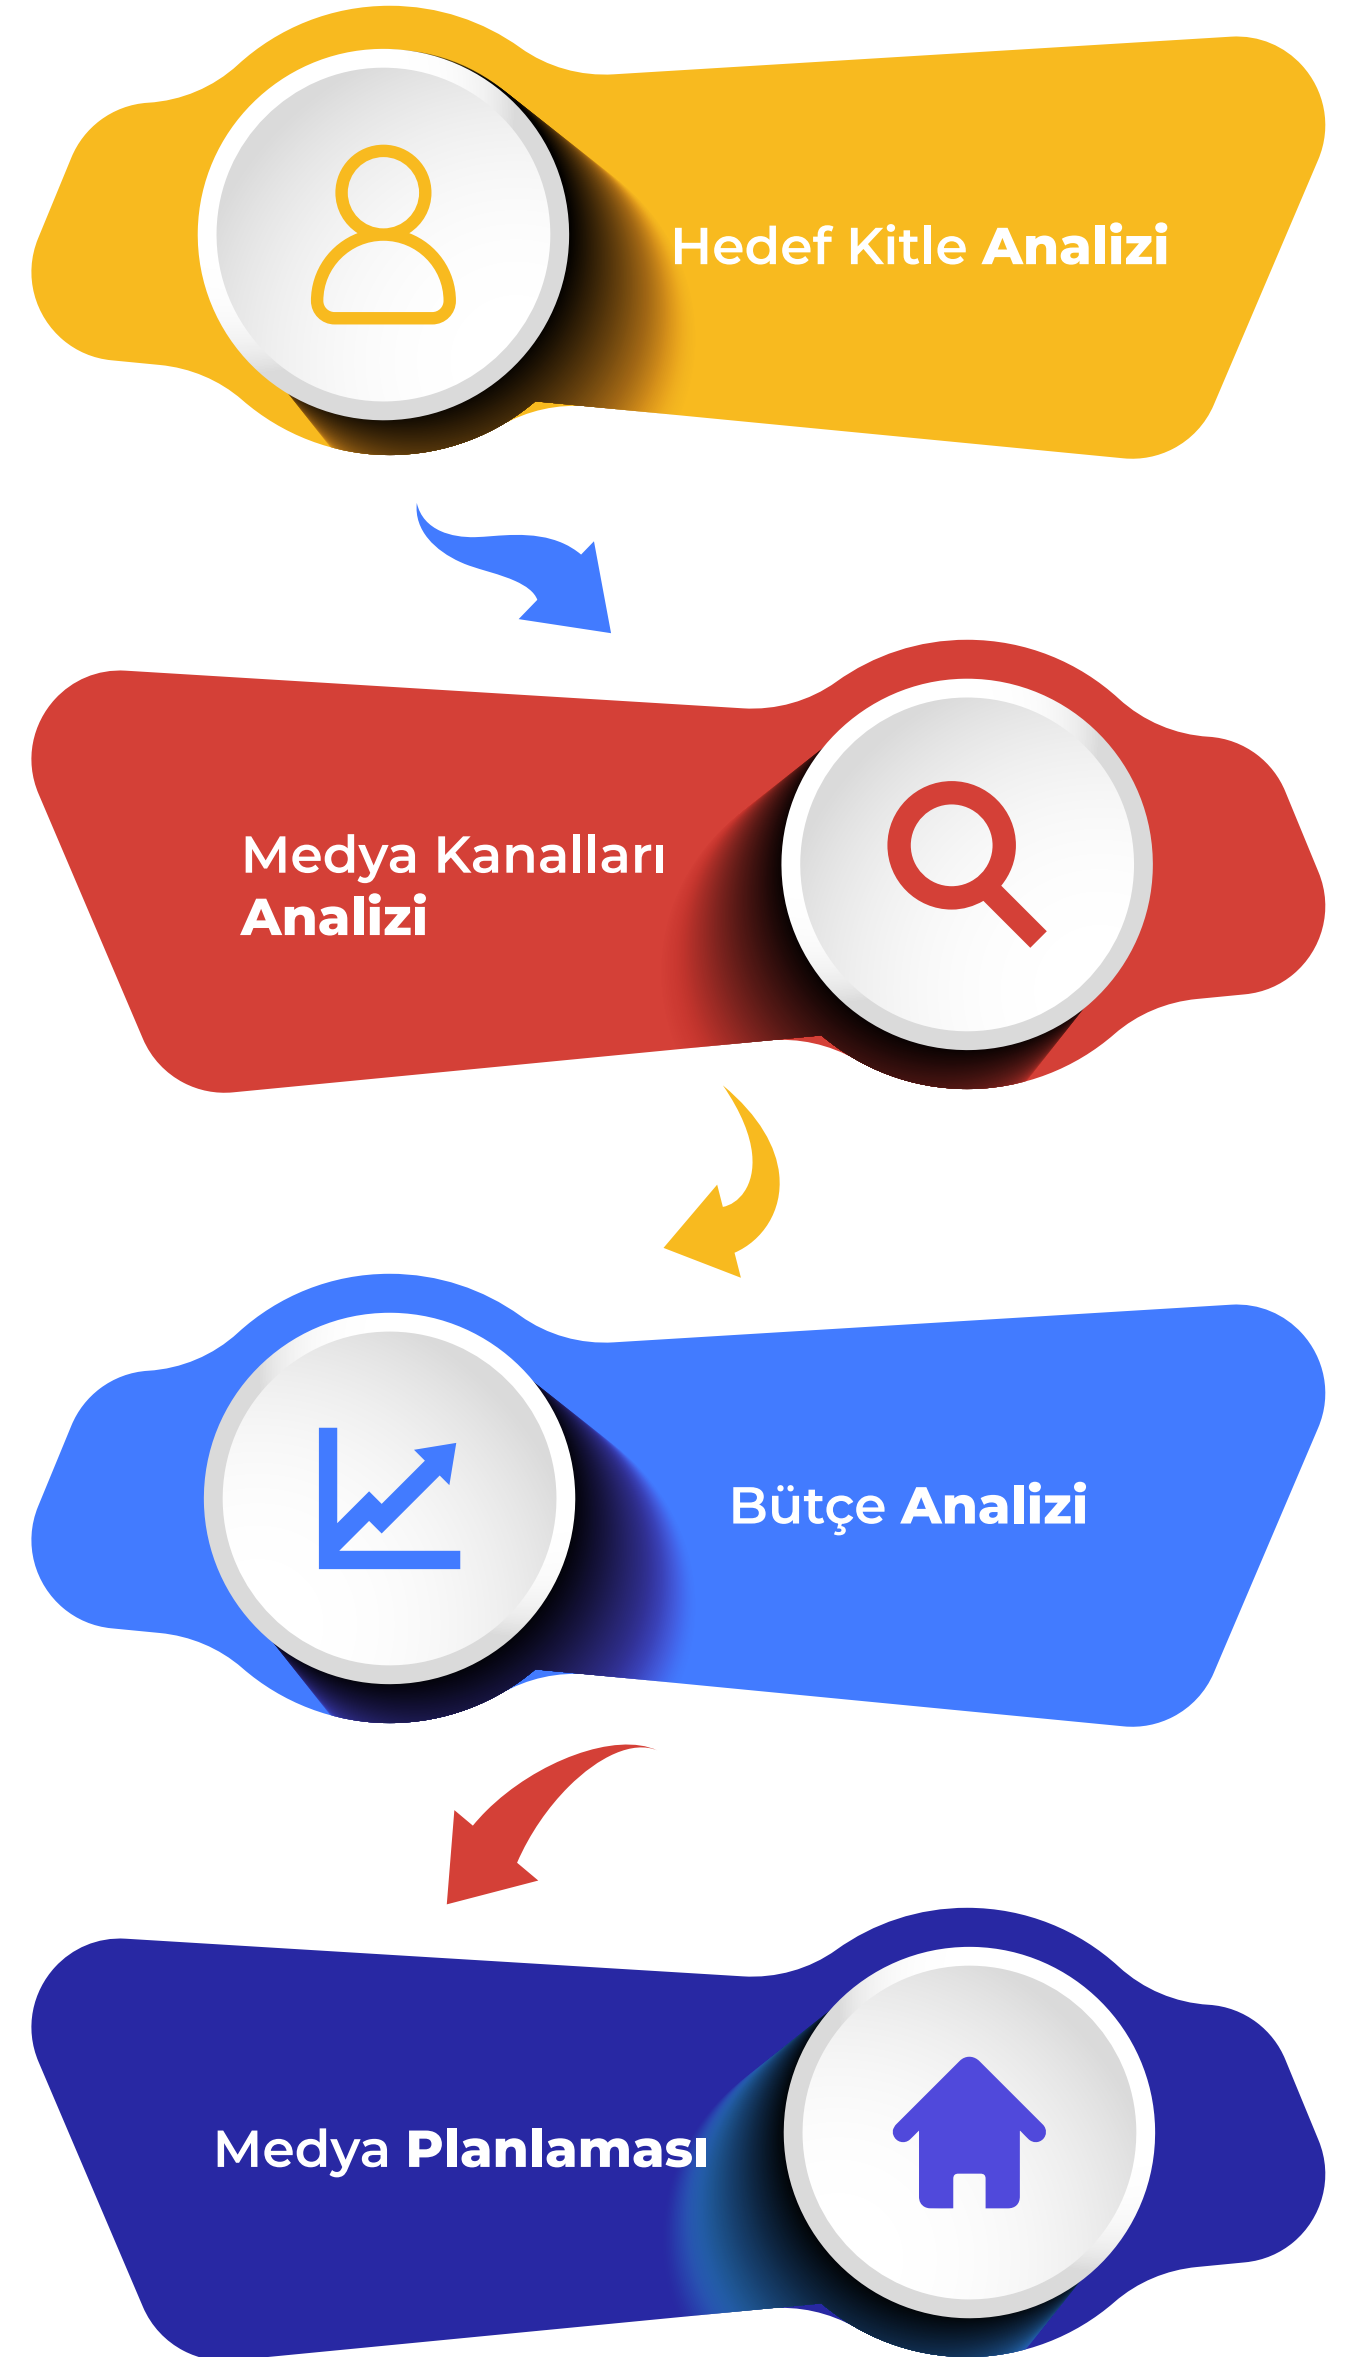 Hedef Kitle Analizi
Medya Kanalları
Analizi
Bütçe Analizi
Medya Planlaması